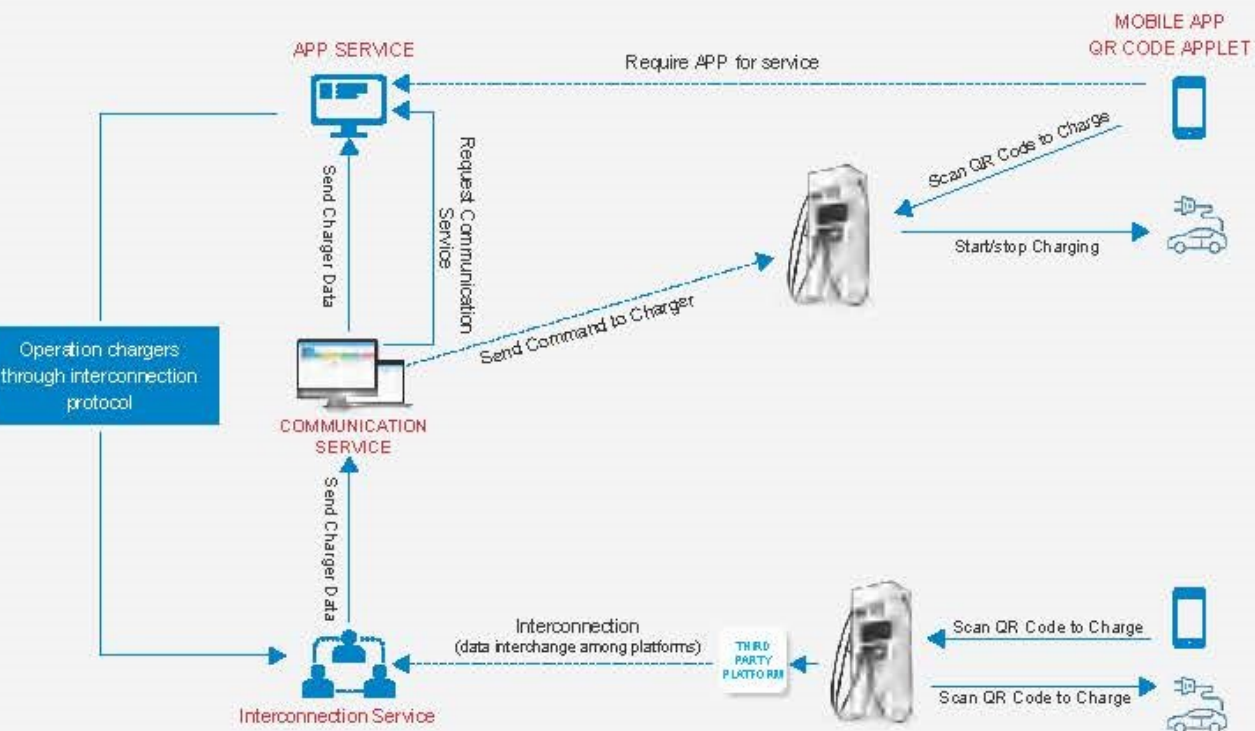 MOBILE APP
QR CODE APPLET
APP SERVICE
Require APP for service
Scan QR Code to Charge
Send Charger Data
Request Communication
Service
Start/stop Charging
Send Command to Charger
Operation chargers
through interconnection
protocol
COMMUNICATION
SERVICE
Send Charger Data
Interconnection
(data interchange among platforms)
THIRD
PARTY
PLATFORM
Scan QR Code to Charge
Scan QR Code to Charge
Interconnection Service